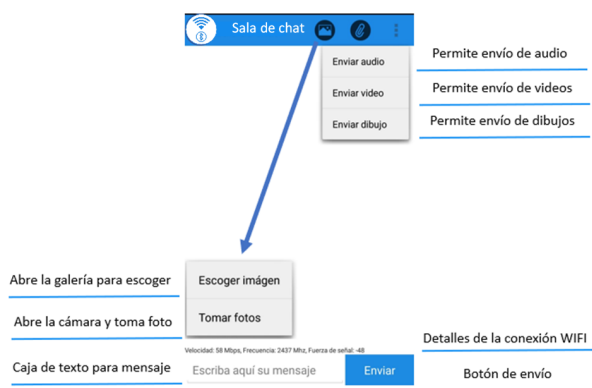 Sala de chat
Enviar audio
Permite envío de audio
Enviar video
Permite envío de videos
Enviar dibujo
Permite envío de dibujos
Abre la galería para escoger
Escoger imágen
Abre la cámara y toma foto
Tomar fotos
Detalles de la conexión WIFI
Velocidad: 58 Mbps, Frecuencia: 2437 Mhz, Fuerza de señal: -48
Caja de texto para mensaje
Escriba aquí su mensaje
Enviar
Botón de envío